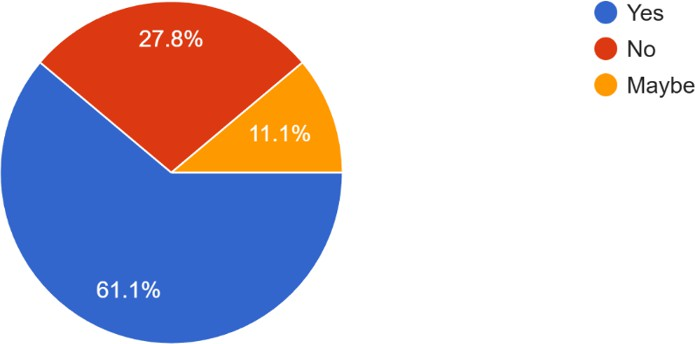 27.8%
11.1%
61.1%
Yes
No
Maybe